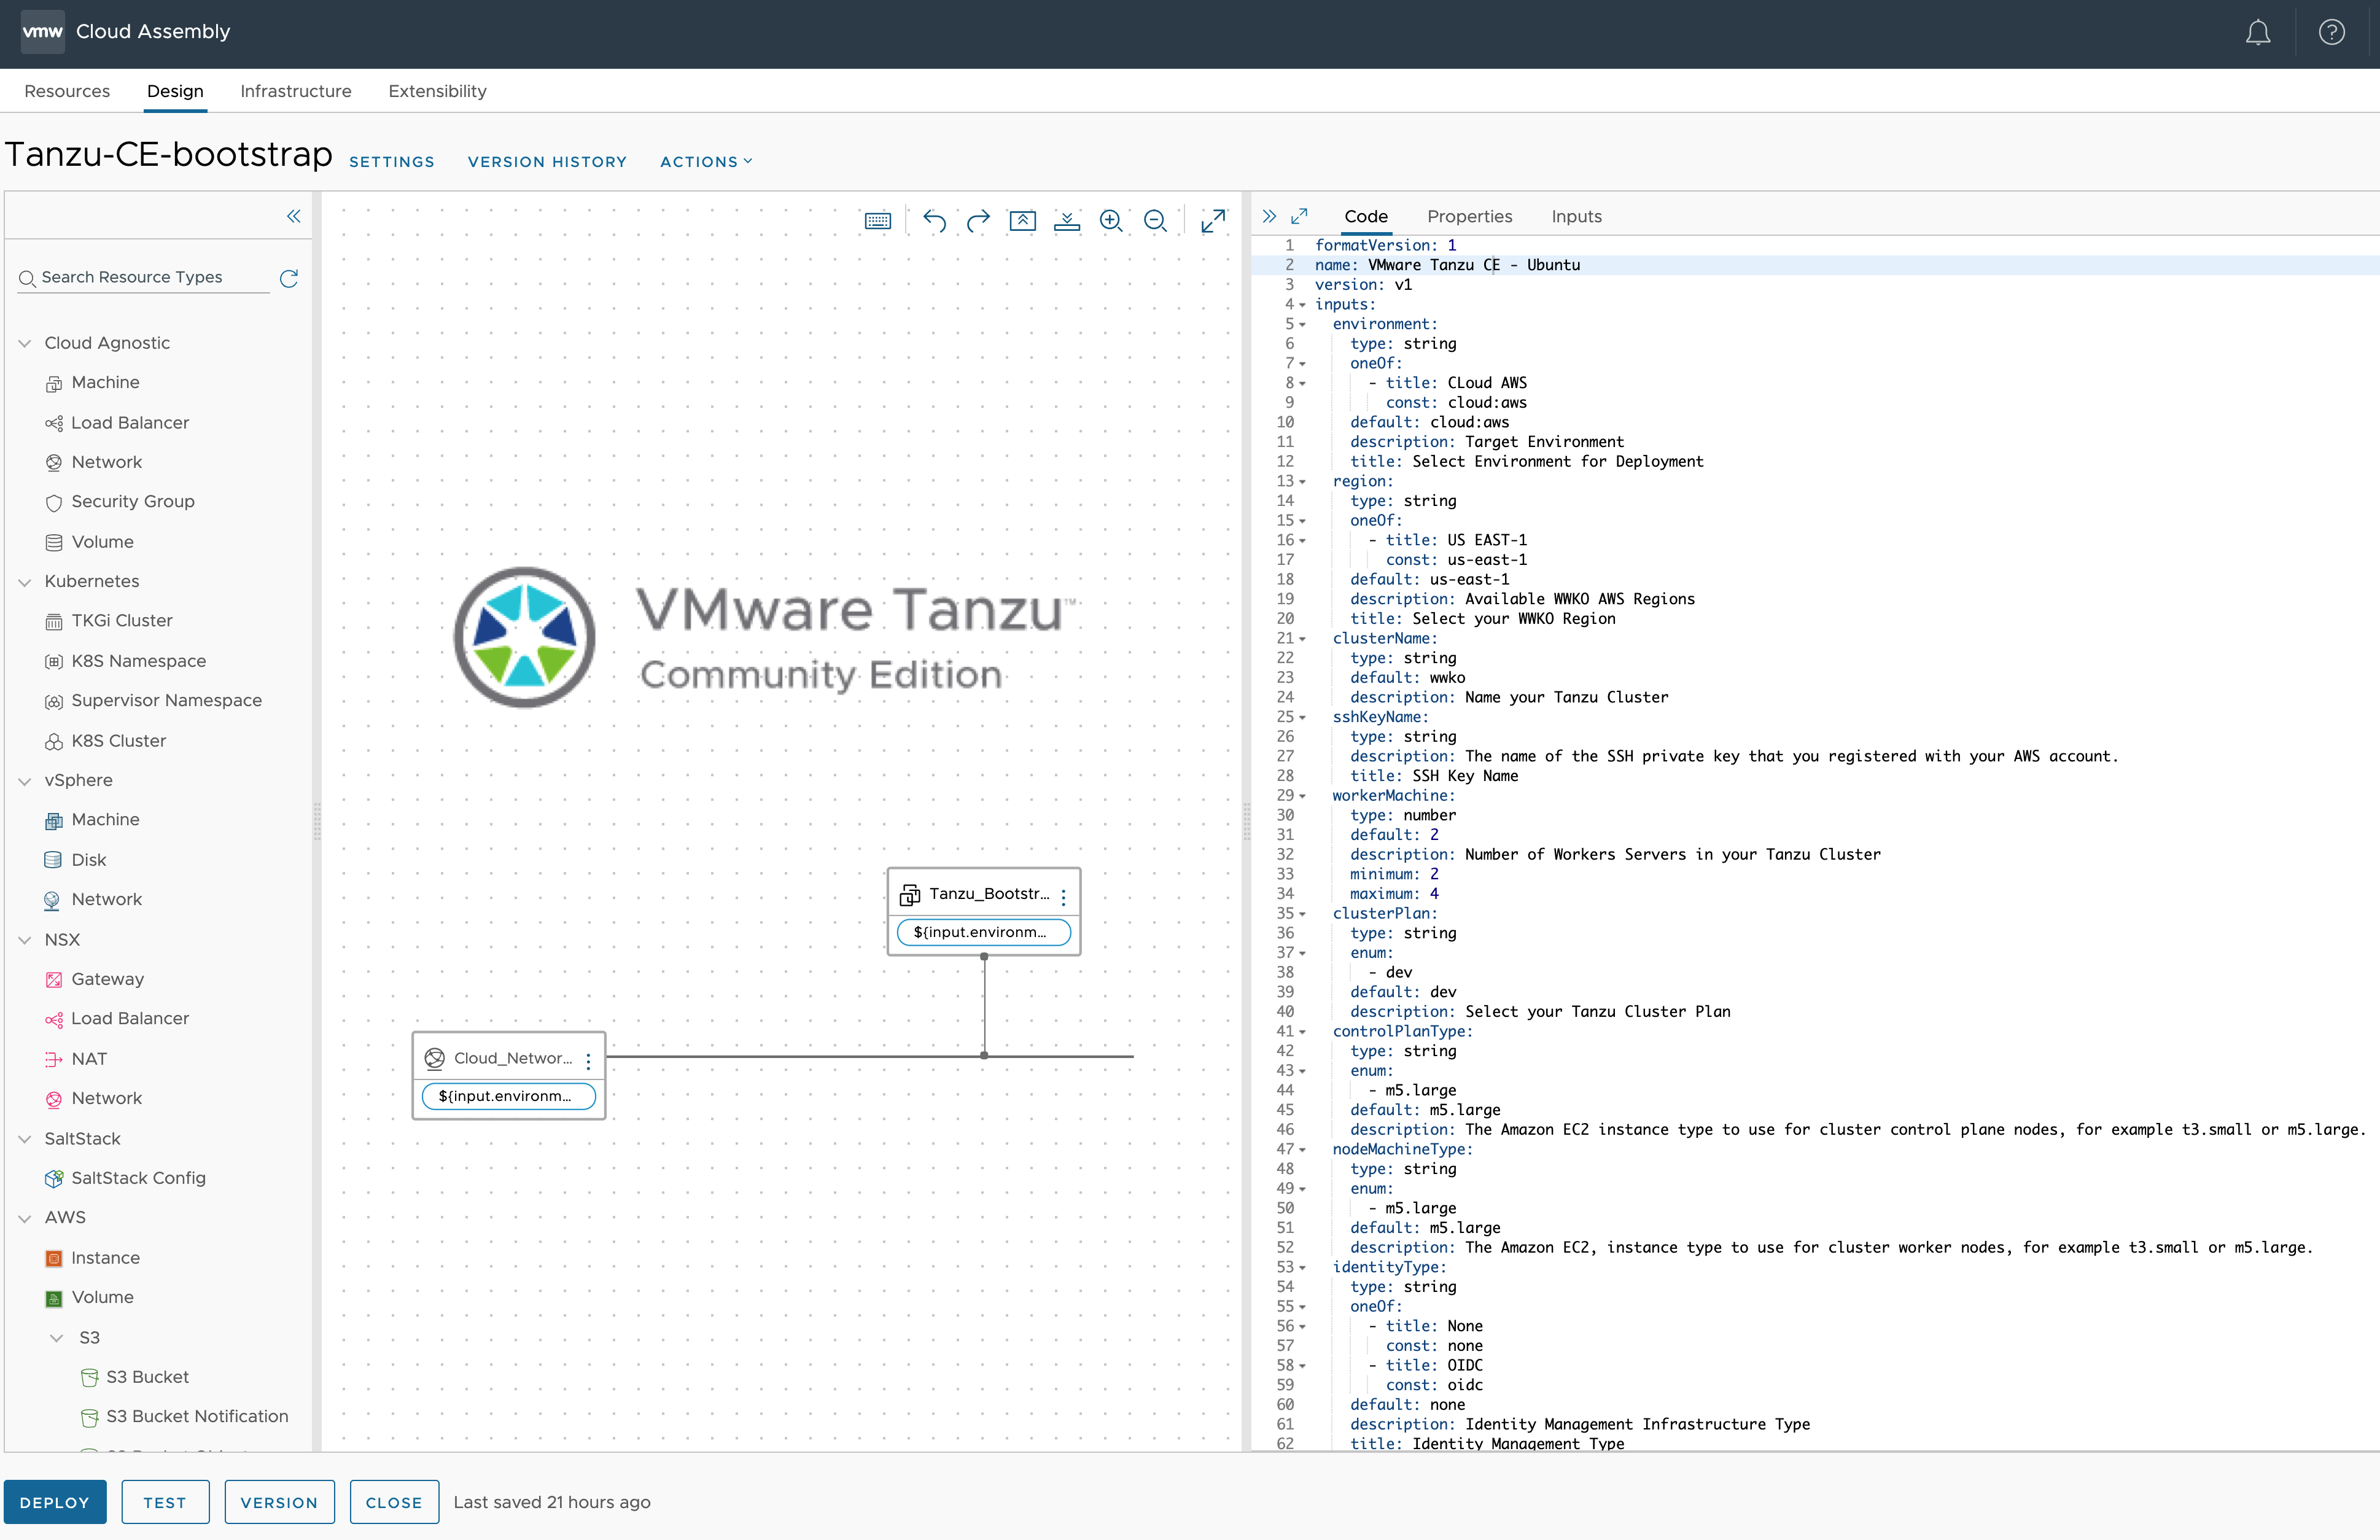 vmw Cloud Assembly
Resources Design Infrastructure Extensibility
Tanzu-CE-bootstrap SETTINGS VERSION HISTORY ACTIONS
Search Resource Types
Cloud Agnostic
Machine
Load Balancer
Network
Security Group
Volume
Kubernetes
TKGi Cluster
K8S Namespace
Supervisor Namespace
K8S Cluster
vSphere
Machine
Disk
Network
NSX
Gateway
Load Balancer
NAT
Network
SaltStack
SaltStack Config
AWS
Instance
Volume
S3
S3 Bucket
S3 Bucket Notification
VMware Tanzu™
Community Edition
Tanzu_Bootstr...
${input.environm...
Cloud_Networ...
${input.environm...
Code Properties Inputs
1 formatVersion: 1
2 name: VMware Tanzu CE - Ubuntu
3 version: v1
4 inputs:
5 environment:
6 type: string
7 oneOf:
8 - title: CLoud AWS
9 const: cloud:aws
10 default: cloud:aws
11 description: Target Environment
12 title: Select Environment for Deployment
13 region:
14 type: string
15 oneOf:
16 - title: US EAST-1
17 const: us-east-1
18 default: us-east-1
19 description: Available WWKO AWS Regions
20 title: Select your WWKO Region
21 clusterName:
22 type: string
23 default: wwko
24 description: Name your Tanzu Cluster
25 sshKeyName:
26 type: string
27 description: The name of the SSH private key that you registered with your AWS account.
28 title: SSH Key Name
29 workerMachine:
30 type: number
31 default: 2
32 description: Number of Workers Servers in your Tanzu Cluster
33 minimum: 2
34 maximum: 4
35 clusterPlan:
36 type: string
37 enum:
38 - dev
39 default: dev
40 description: Select your Tanzu Cluster Plan
41 controlPlanType:
42 type: string
43 enum:
44 - m5.large
45 default: m5.large
46 description: The Amazon EC2 instance type to use for cluster control plane nodes, for example t3.small or m5.large.
47 nodeMachineType:
48 type: string
49 enum:
50 - m5.large
51 default: m5.large
52 description: The Amazon EC2, instance type to use for cluster worker nodes, for example t3.small or m5.large.
53 identityType:
54 type: string
55 oneOf:
56 - title: None
57 const: none
58 - title: OIDC
59 const: oidc
60 default: none
61 description: Identity Management Infrastructure Type
62 title: Identity Management Type
DEPLOY TEST VERSION CLOSE Last saved 21 hours ago